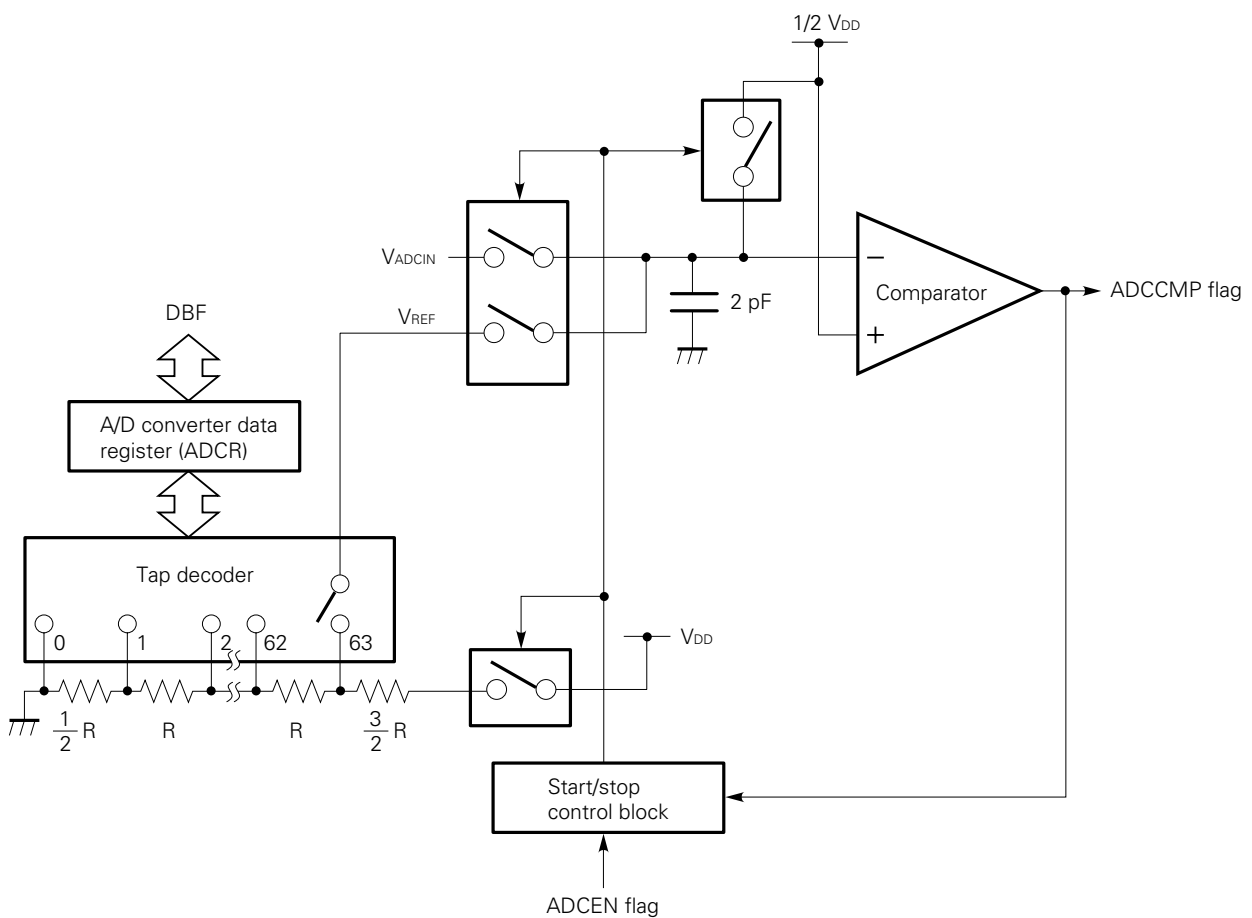 1/2 VDD
VADCIN
VREF
2 pF
−
Comparator
+
ADCCMP flag
DBF
A/D converter data
register (ADCR)
Tap decoder
0
1
2
62
63
VDD
1/2 R
R
R
3/2 R
Start/stop
control block
ADCEN flag